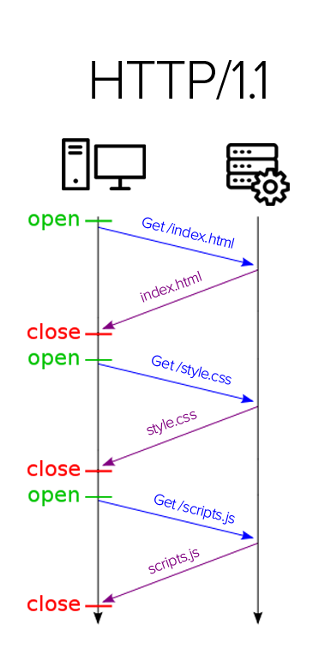 HTTP/1.1
open
Get /index.html
index.html
close
open
Get /style.css
style.css
close
open
Get /scripts.js
scripts.js
close